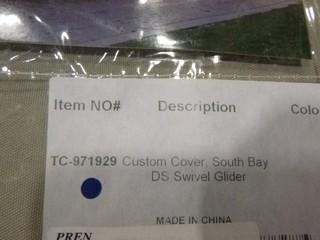 Item NO# Description Colo
TC-971929 Custom Cover, South Bay
DS Swivel Glider
MADE IN CHINA
PREN